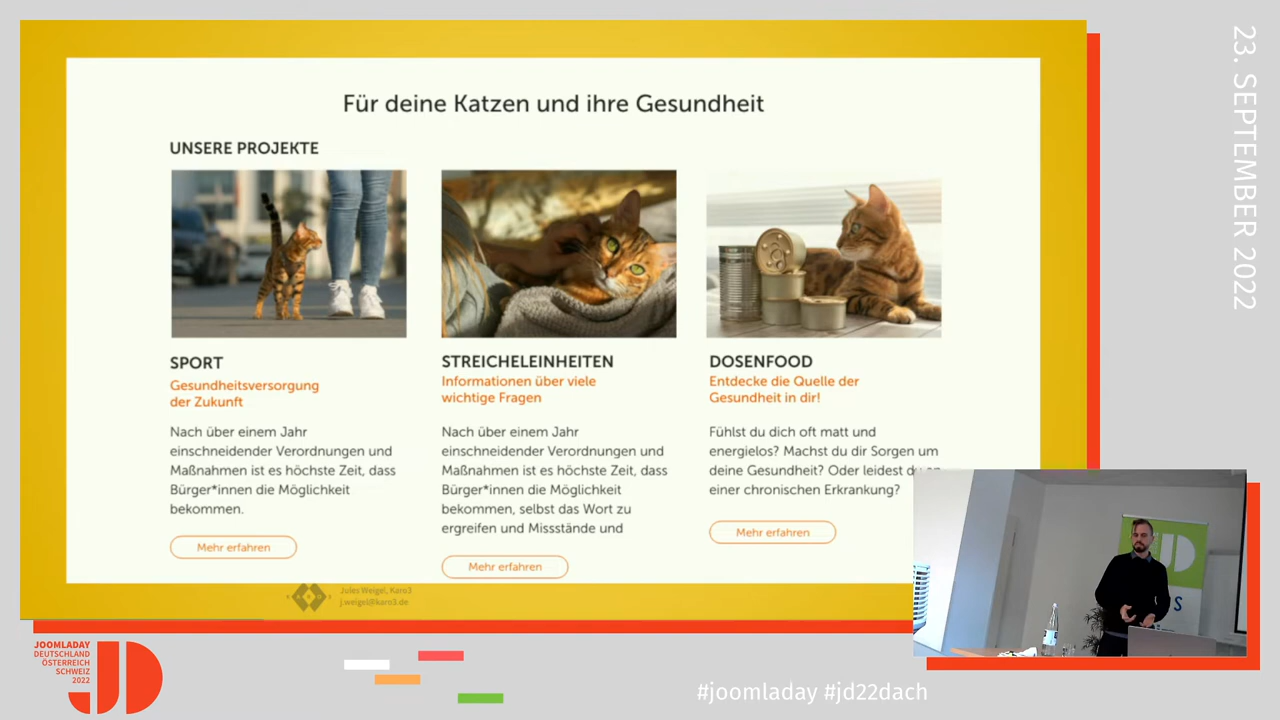 23. SEPTEMBER 2022
Für deine Katzen und ihre Gesundheit
UNSERE PROJEKTE
SPORT
Gesundheitsversorgung
der Zukunft
Nach über einem Jahr
einschneidender Verordnungen und
Maßnahmen ist es höchste Zeit, dass
Bürger*innen die Möglichkeit
bekommen.
Mehr erfahren
STREICHELEINHEITEN
Informationen über viele
wichtige Fragen
Nach über einem Jahr
einschneidender Verordnungen und
Maßnahmen ist es höchste Zeit, dass
Bürger*innen die Möglichkeit
bekommen, selbst das Wort zu
ergreifen und Missstände und
Mehr erfahren
DOSENFOOD
Entdecke die Quelle der
Gesundheit in dir!
Fühlst du dich oft matt und
energielos? Machst du dir Sorgen um
deine Gesundheit? Oder leidest du an
einer chronischen Erkrankung?
Mehr erfahren
Jules Weigel, Karo3
j.weigel@karo3.de
JD
S
JOOMLADAY
DEUTSCHLAND
ÖSTERREICH
SCHWEIZ
2022
JD
#joomladay #jd22dach